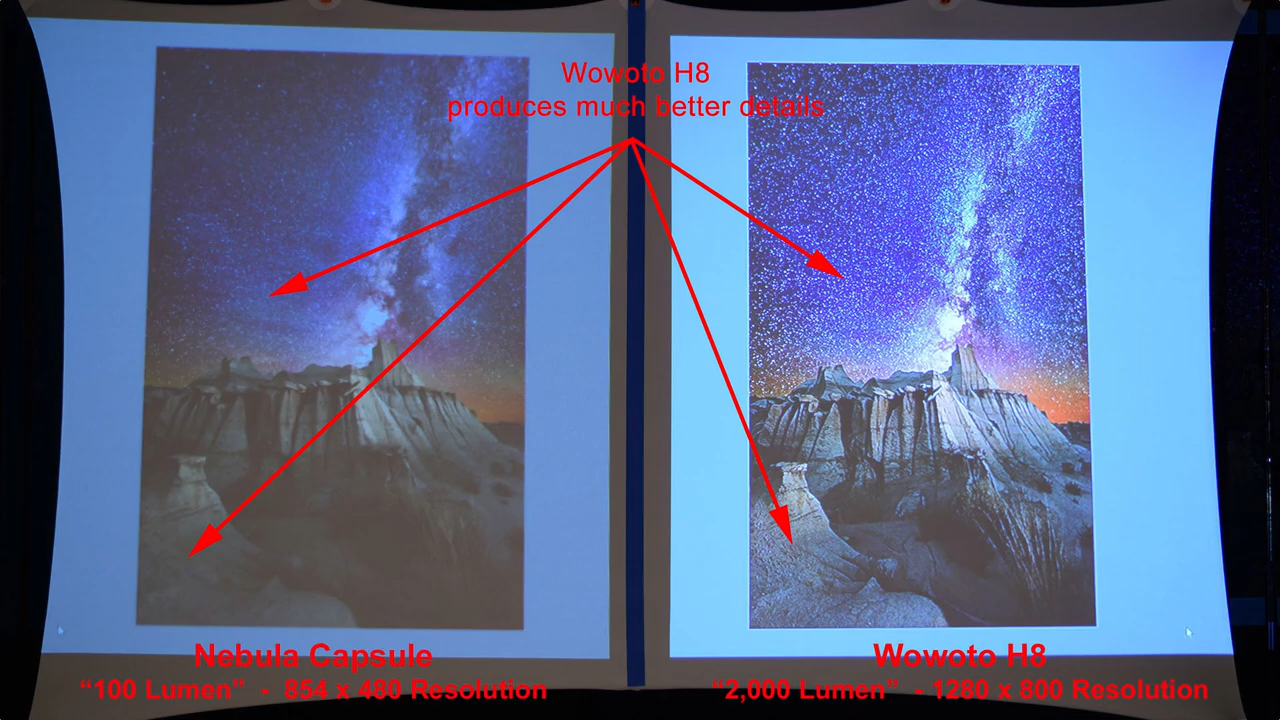 Wowoto H8
produces much better details
Nebula Capsule
“100 Lumen” - 854 x 480 Resolution
Wowoto H8
“2,000 Lumen” - 1280 x 800 Resolution